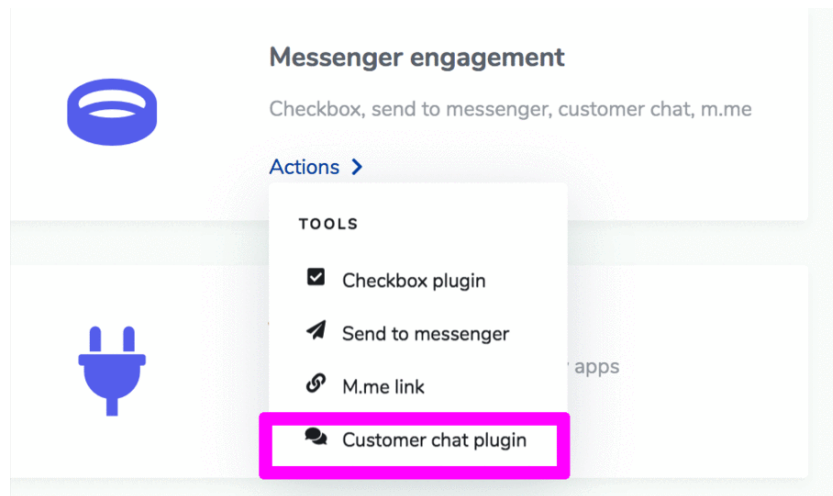 Messenger engagement
Checkbox, send to messenger, customer chat, m.me
Actions
TOOLS
Checkbox plugin
Send to messenger
apps
M.me link
Customer chat plugin